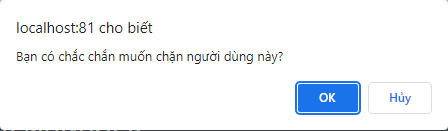 localhost:81 cho biết
Bạn có chắc chắn muốn chặn người dùng này?
OK
Hủy